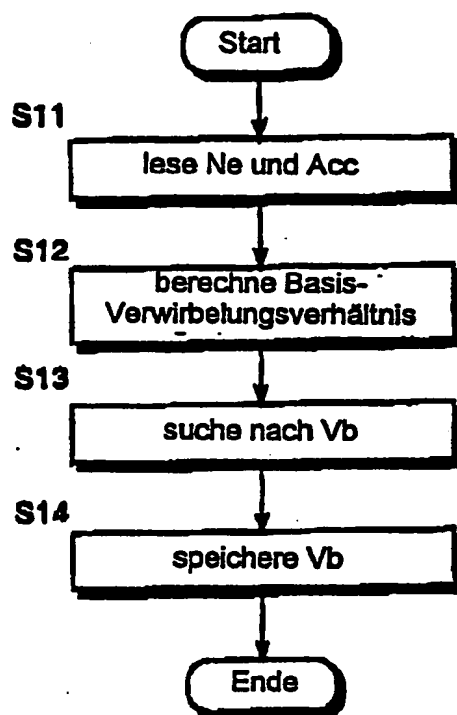 Start
S11
lese Ne und Acc
S12
berechne Basis-
Verwirbelungsverhältnis
S13
suche nach Vb
S14
speichere Vb
Ende